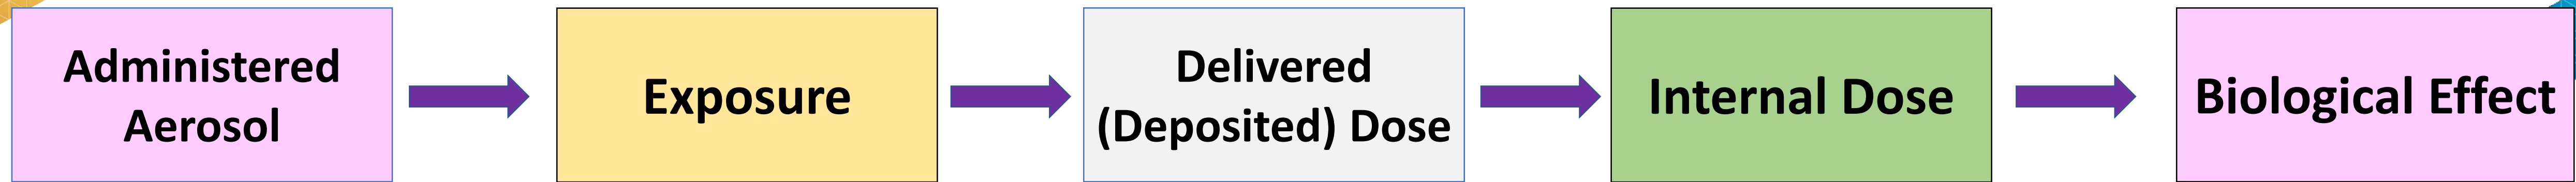 Administered
Aerosol
Exposure
Delivered
(Deposited) Dose
Internal Dose
Biological Effect